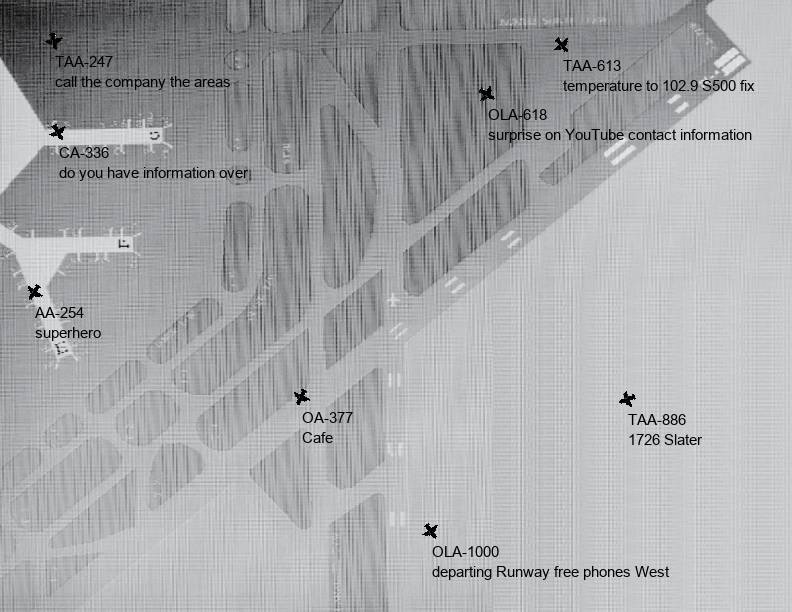 TAA-247
call the company the areas
TAA-613
temperature to 102.9 S500 fix
OLA-618
surprise on YouTube contact information
CA-336
do you have information over
AA-254
superhero
OA-377
Cafe
TAA-886
1726 Slater
OLA-1000
departing Runway free phones West